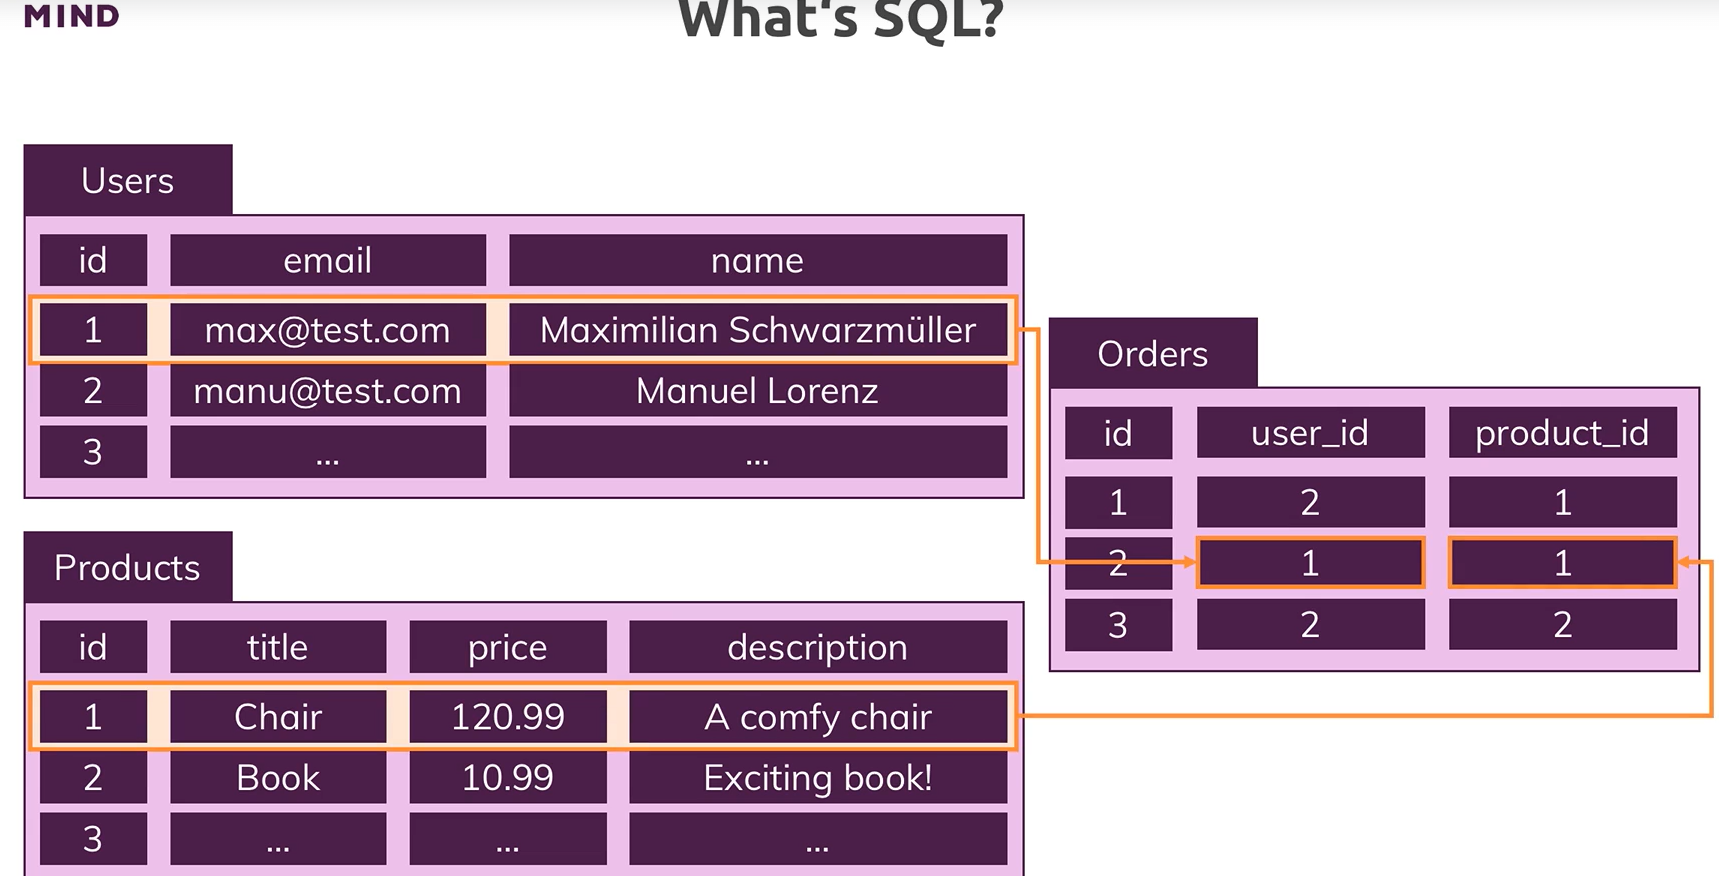 MIND
What's SQL?
Users
id email name
1 max@test.com Maximilian Schwarzmüller
2 manu@test.com Manuel Lorenz
3 ... ...
Orders
id user_id product_id
1 2 1
2 1 1
3 2 2
Products
id title price description
1 Chair 120.99 A comfy chair
2 Book 10.99 Exciting book!
3 ... ... ...